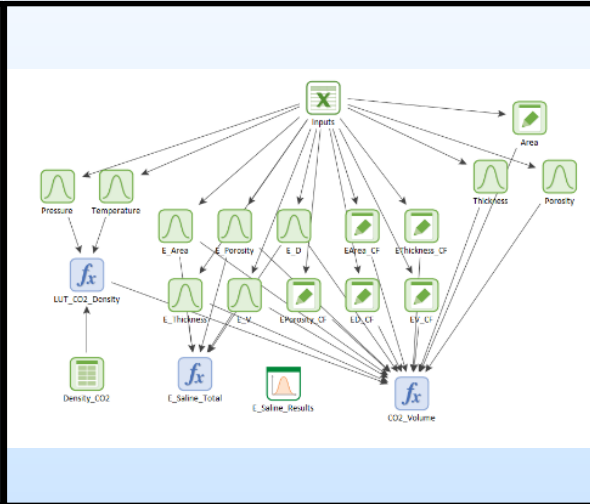 Inputs
Area
Pressure
Temperature
Thickness
Porosity
E_Area
E_Porosity
E_D
EArea_CF
EThickness_CF
LUT_CO2_Density
E_Thickness
E_V
EPorosity_CF
ED_CF
EV_CF
Density_CO2
E_Saline_Total
E_Saline_Results
CO2_Volume